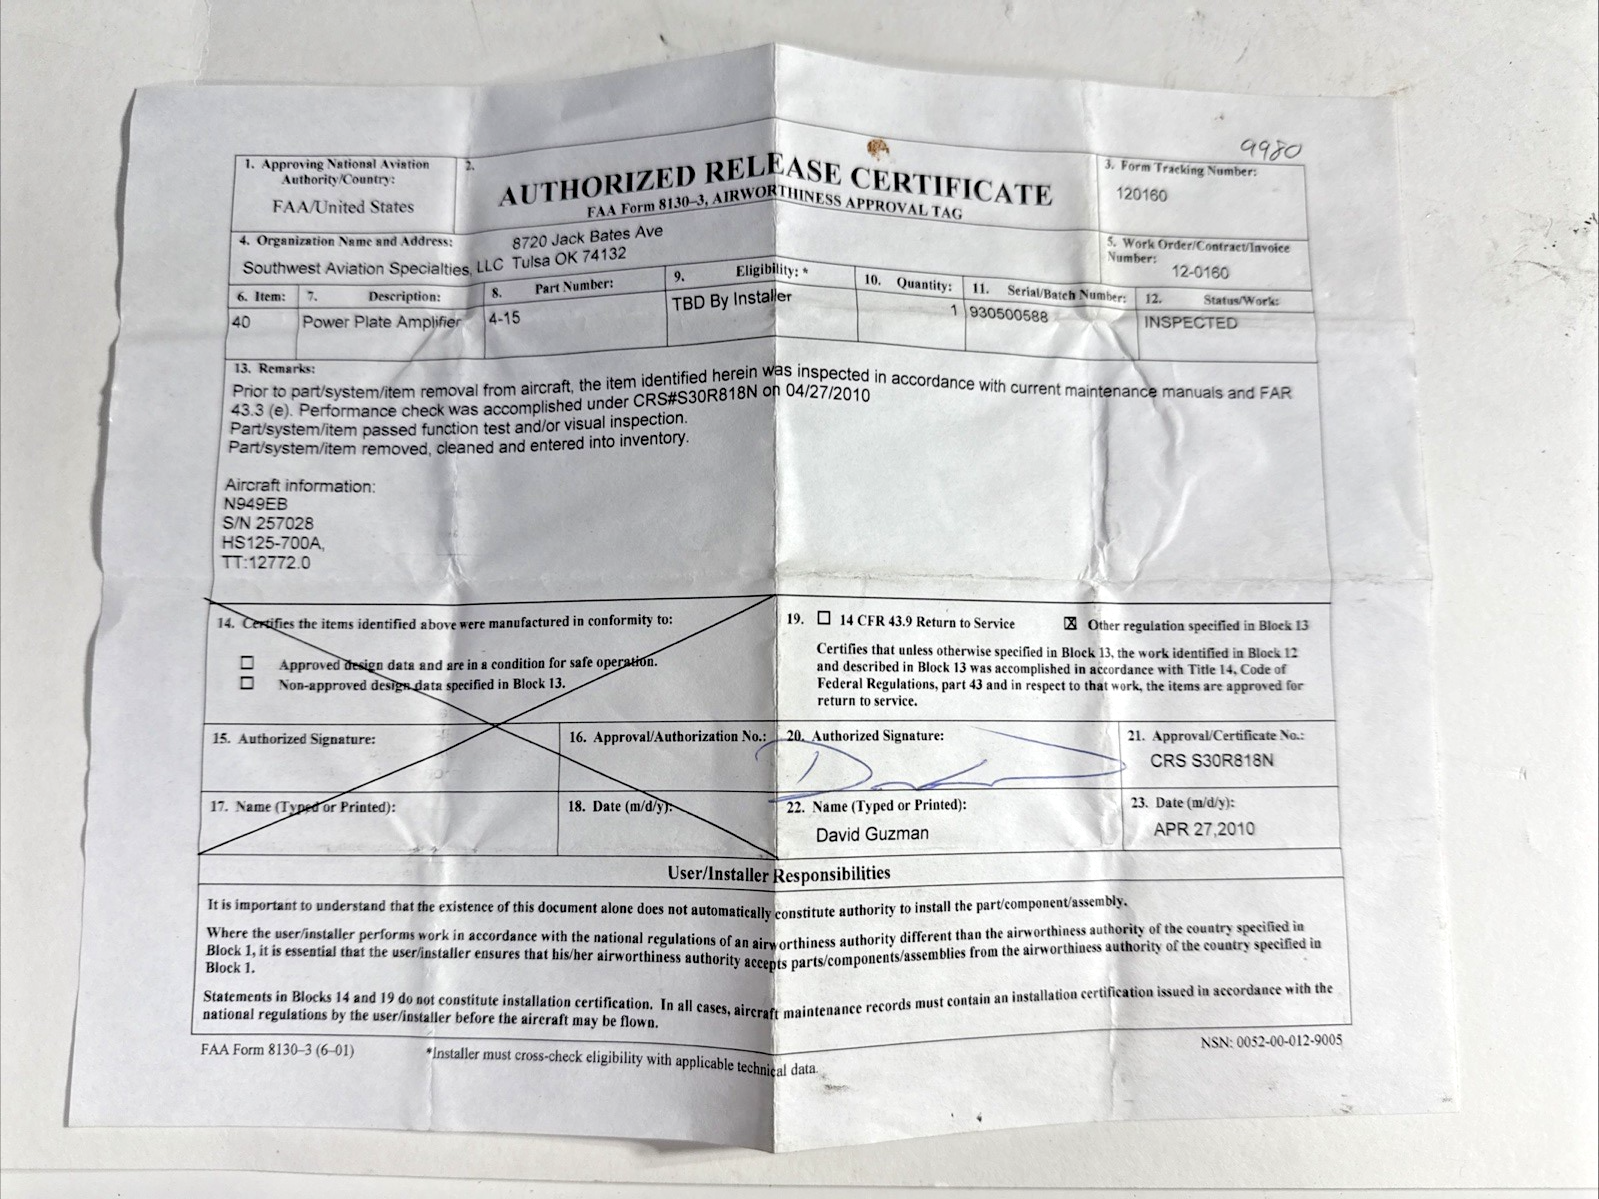 9980
1. Approving National Aviation
Authority/Country:
FAA/United States
2.
AUTHORIZED RELEASE CERTIFICATE
FAA Form 8130–3, AIRWORTHINESS APPROVAL TAG
3. Form Tracking Number:
120160
4. Organization Name and Address:
8720 Jack Bates Ave
Southwest Aviation Specialties, LLC Tulsa OK 74132
5. Work Order/Contract/Invoice
Number:
12-0160
6. Item:
40
7. Description:
Power Plate Amplifier
8. Part Number:
4-15
9. Eligibility: *
TBD By Installer
10. Quantity:
1
11. Serial/Batch Number:
930500588
12. Status/Work:
INSPECTED
13. Remarks:
Prior to part/system/item removal from aircraft, the item identified herein was inspected in accordance with current maintenance manuals and FAR
43.3 (e). Performance check was accomplished under CRS#S30R818N on 04/27/2010
Part/system/item passed function test and/or visual inspection.
Part/system/item removed, cleaned and entered into inventory.
Aircraft information:
N949EB
S/N 257028
HS125-700A,
TT:12772.0
14. Certifies the items identified above were manufactured in conformity to:
Approved design data and are in a condition for safe operation.
Non-approved design data specified in Block 13.
19. 14 CFR 43.9 Return to Service
Other regulation specified in Block 13
Certifies that unless otherwise specified in Block 13, the work identified in Block 12
and described in Block 13 was accomplished in accordance with Title 14, Code of
Federal Regulations, part 43 and in respect to that work, the items are approved for
return to service.
15. Authorized Signature:
16. Approval/Authorization No.:
20. Authorized Signature:
21. Approval/Certificate No.:
CRS S30R818N
17. Name (Typed or Printed):
18. Date (m/d/y):
22. Name (Typed or Printed):
David Guzman
23. Date (m/d/y):
APR 27,2010
User/Installer Responsibilities
It is important to understand that the existence of this document alone does not automatically constitute authority to install the part/component/assembly.
Where the user/installer performs work in accordance with the national regulations of an airworthiness authority different than the airworthiness authority of the country specified in
Block 1, it is essential that the user/installer ensures that his/her airworthiness authority accepts parts/components/assemblies from the airworthiness authority of the country specified in
Block 1.
Statements in Blocks 14 and 19 do not constitute installation certification. In all cases, aircraft maintenance records must contain an installation certification issued in accordance with the
national regulations by the user/installer before the aircraft may be flown.
FAA Form 8130–3 (6–01)
*Installer must cross-check eligibility with applicable technical data.
NSN: 0052-00-012-9005